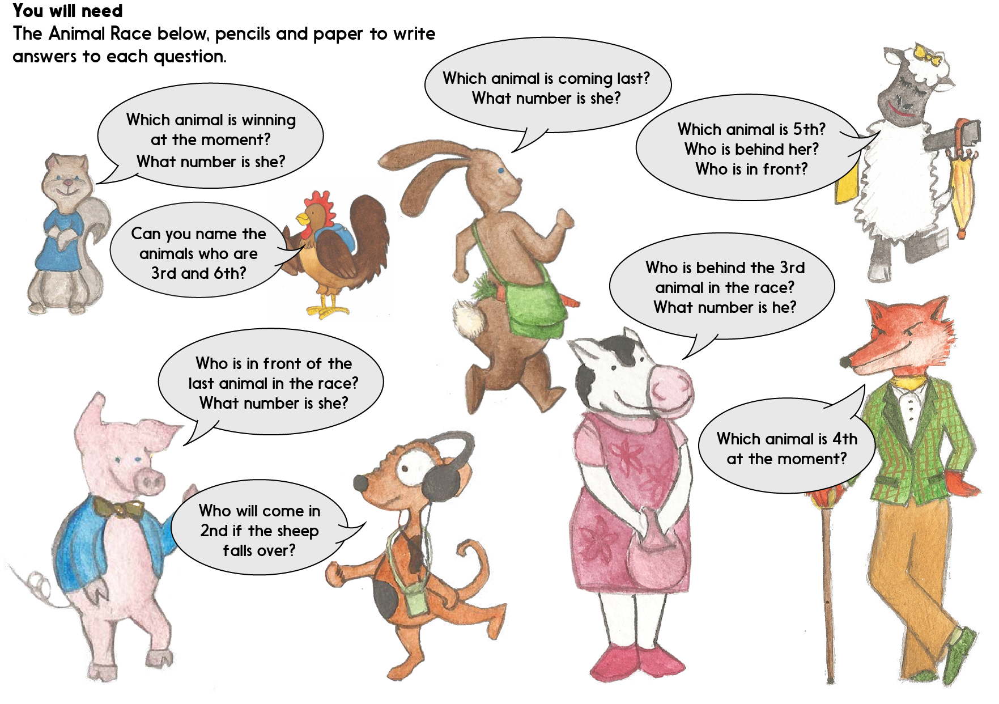 You will need
The Animal Race below, pencils and paper to write
answers to each question.
Which animal is coming last?
What number is she?
Which animal is winning
at the moment?
What number is she?
Which animal is 5th?
Who is behind her?
Who is in front?
Can you name the
animals who are
3rd and 6th?
Who is behind the 3rd
animal in the race?
What number is he?
Who is in front of the
last animal in the race?
What number is she?
Which animal is 4th
at the moment?
Who will come in
2nd if the sheep
falls over?